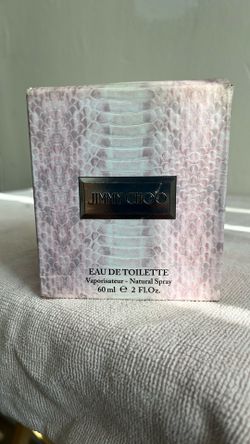 JIMMY CHOO
EAU DE TOILETTE
Vaporisateur - Natural Spray
60 ml e 2 Fl.Oz.